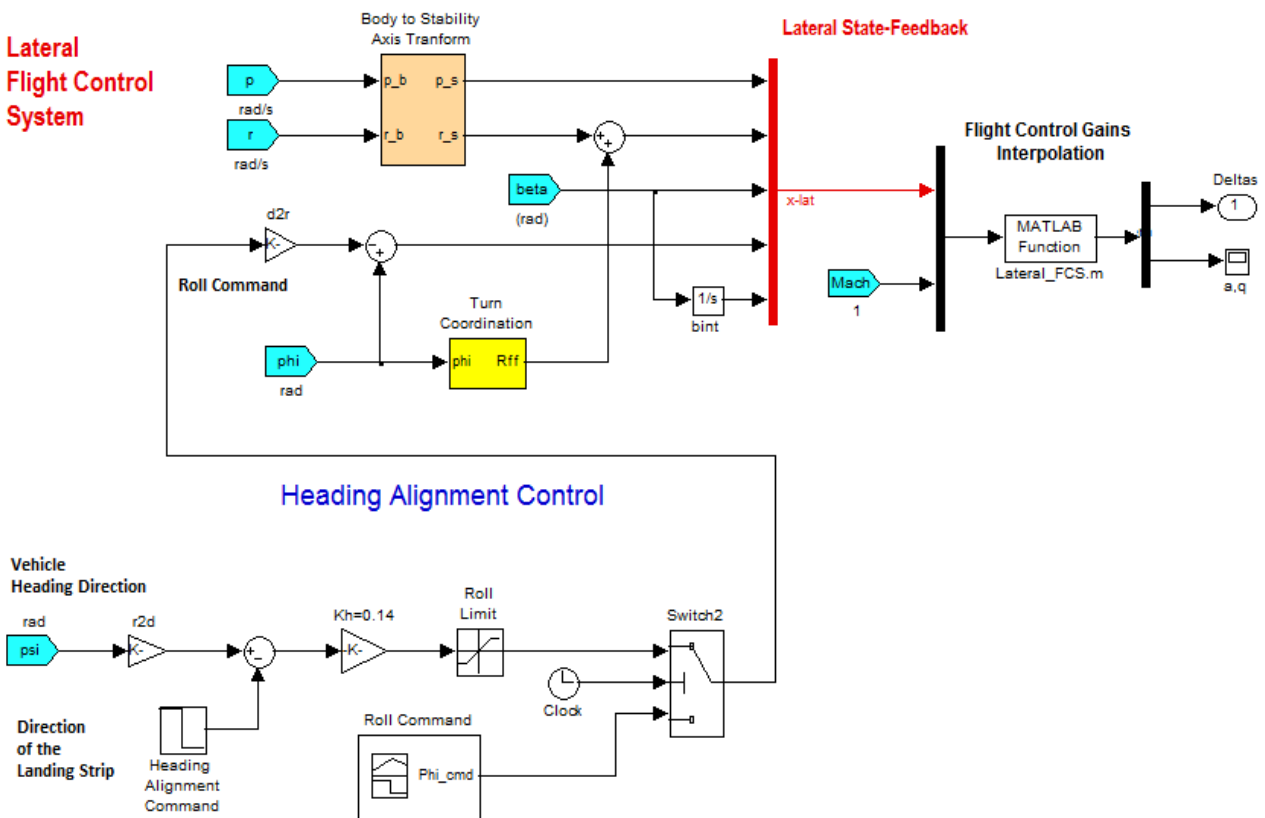 Lateral
Flight Control
System
Body to Stability
Axis Tranform
Lateral State-Feedback
p
rad/s
r
rad/s
p_b
p_s
r_b
r_s
+
+
beta
(rad)
x-lat
Flight Control Gains
Interpolation
Mach
1
MATLAB
Function
Lateral_FCS.m
Deltas
1
a,q
d2r
K-
Roll Command
-
+
phi
rad
Turn
Coordination
phi
Rff
1/s
bint
Heading Alignment Control
Vehicle
Heading Direction
rad
psi
r2d
K-
+
-
Kh=0.14
-K-
Roll
Limit
Switch2
Clock
Direction
of the
Landing Strip
Heading
Alignment
Command
Roll Command
Phi_cmd